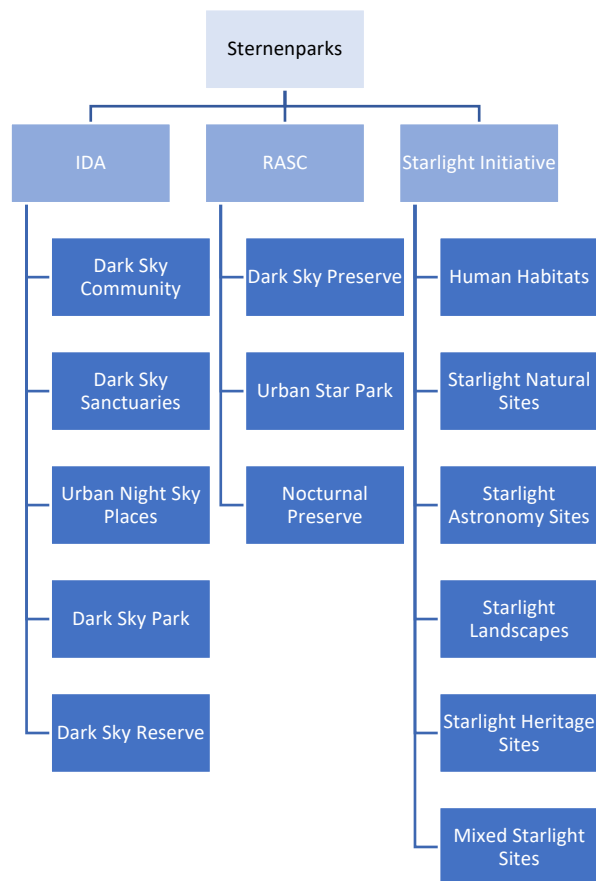 Sternenparks
IDA
Dark Sky
Community
Dark Sky
Sanctuaries
Urban Night Sky
Places
Dark Sky Park
Dark Sky Reserve
RASC
Dark Sky Preserve
Urban Star Park
Nocturnal
Preserve
Starlight Initiative
Human Habitats
Starlight Natural
Sites
Starlight
Astronomy Sites
Starlight
Landscapes
Starlight Heritage
Sites
Mixed Starlight
Sites